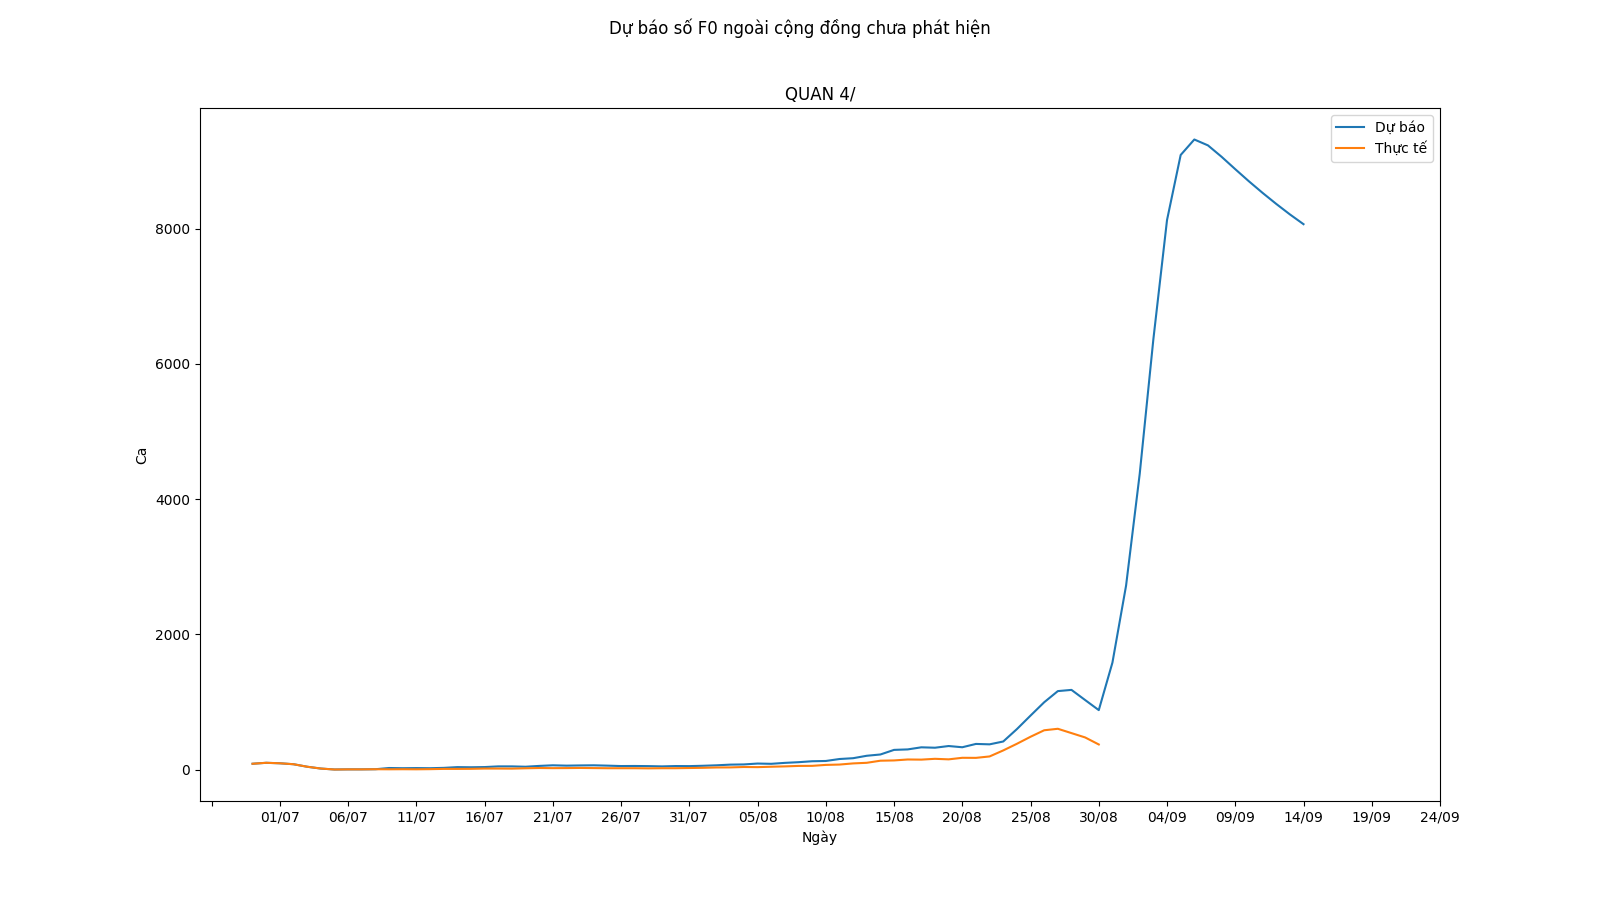 Dự báo số F0 ngoài cộng đồng chưa phát hiện
QUAN 4/
Dự báo
Thực tế
8000
6000
4000
2000
0
Ca
01/07 06/07 11/07 16/07 21/07 26/07 31/07 05/08 10/08 15/08 20/08 25/08 30/08 04/09 09/09 14/09 19/09 24/09
Ngày